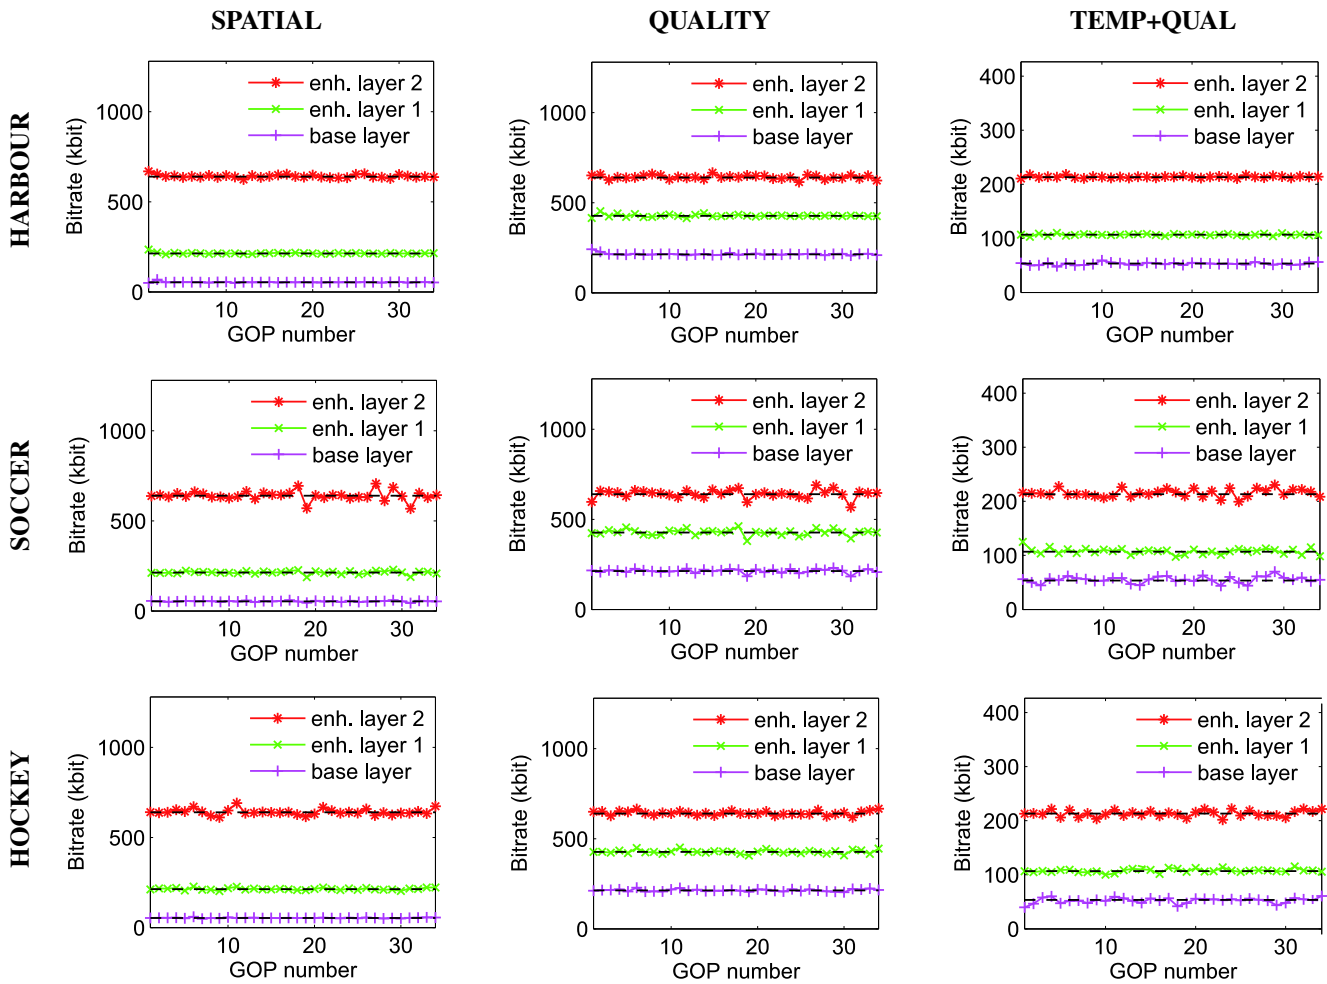 SPATIAL QUALITY TEMP+QUAL
HARBOUR
Bitrate (kbit)
1000
500
0
enh. layer 2
enh. layer 1
base layer
10 20 30
GOP number
Bitrate (kbit)
1000
500
0
enh. layer 2
enh. layer 1
base layer
10 20 30
GOP number
Bitrate (kbit)
400
300
200
100
0
enh. layer 2
enh. layer 1
base layer
10 20 30
GOP number
SOCCER
Bitrate (kbit)
1000
500
0
enh. layer 2
enh. layer 1
base layer
10 20 30
GOP number
Bitrate (kbit)
1000
500
0
enh. layer 2
enh. layer 1
base layer
10 20 30
GOP number
Bitrate (kbit)
400
300
200
100
0
enh. layer 2
enh. layer 1
base layer
10 20 30
GOP number
HOCKEY
Bitrate (kbit)
1000
500
0
enh. layer 2
enh. layer 1
base layer
10 20 30
GOP number
Bitrate (kbit)
1000
500
0
enh. layer 2
enh. layer 1
base layer
10 20 30
GOP number
Bitrate (kbit)
400
300
200
100
0
enh. layer 2
enh. layer 1
base layer
10 20 30
GOP number